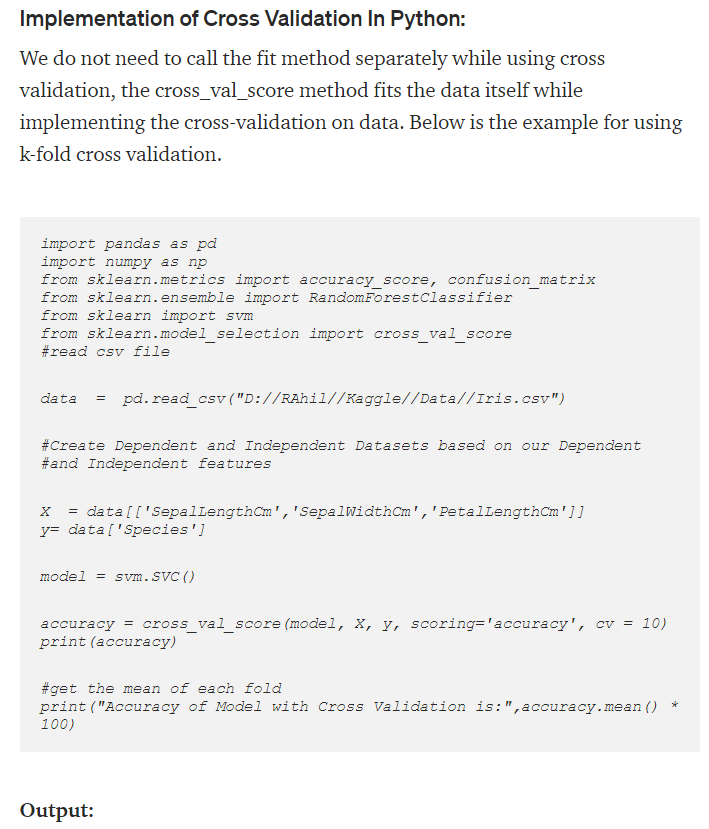 Implementation of Cross Validation In Python:
We do not need to call the fit method separately while using cross
validation, the cross_val_score method fits the data itself while
implementing the cross-validation on data. Below is the example for using
k-fold cross validation.
import pandas as pd
import numpy as np
from sklearn.metrics import accuracy_score, confusion_matrix
from sklearn.ensemble import RandomForestClassifier
from sklearn import svm
from sklearn.model_selection import cross_val_score
#read csv file
data  =  pd.read_csv("D://RAhil//Kaggle//Data//Iris.csv")
#Create Dependent and Independent Datasets based on our Dependent
#and Independent features
X  = data[['SepalLengthCm','SepalWidthCm','PetalLengthCm']]
y= data['Species']
model = svm.SVC()
accuracy = cross_val_score(model, X, y, scoring='accuracy', cv = 10)
print(accuracy)
#get the mean of each fold
print("Accuracy of Model with Cross Validation is:",accuracy.mean() *
100)
Output: